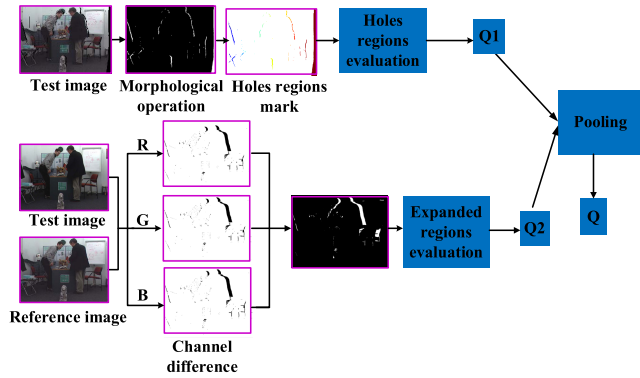 Test image
Morphological
operation
Holes regions
mark
Holes
regions
evaluation
Q1
Pooling
Q
Test image
Reference image
R
G
B
Channel
difference
Expanded
regions
evaluation
Q2